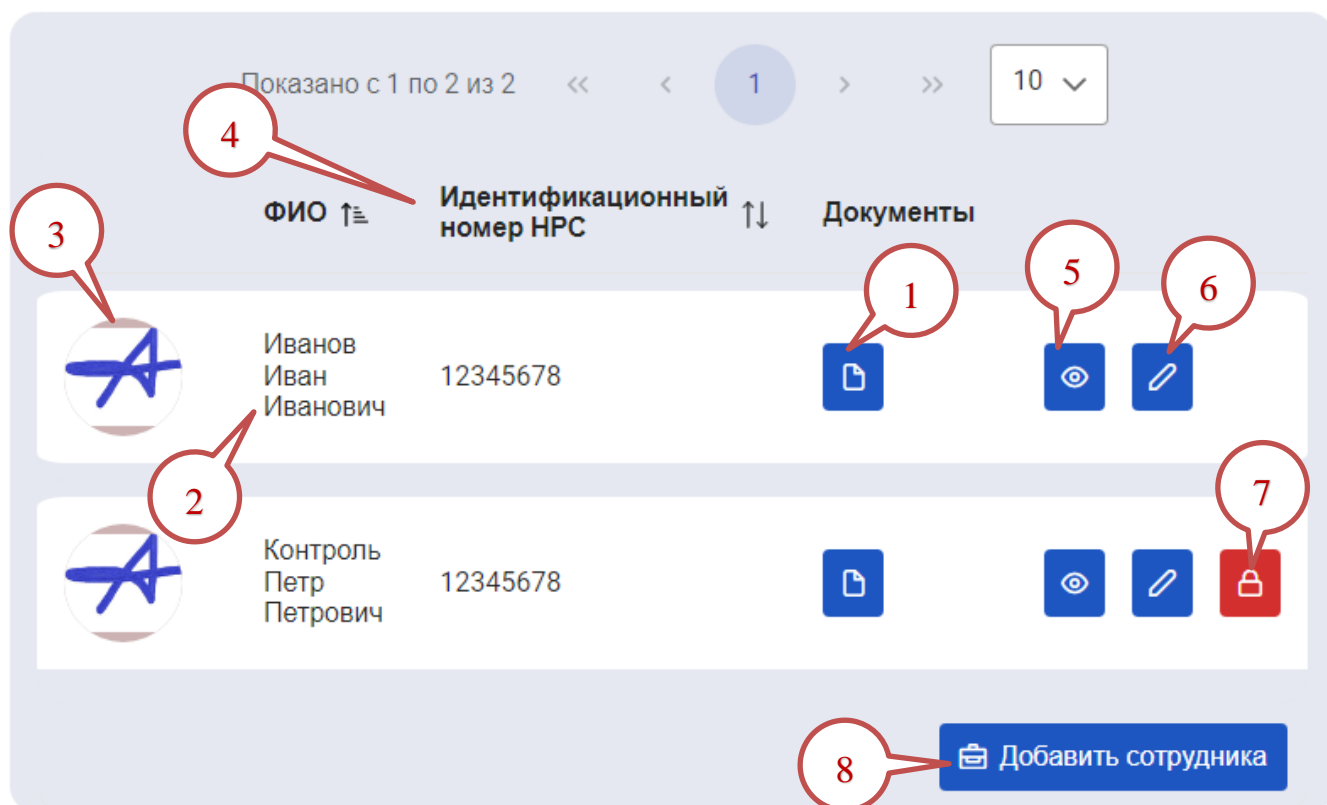 Показано с 1 по 2 из 2 << < 1 > >> 10
4
ФИО
Идентификационный
номер НРС
Документы
3
1
5
6
Иванов
Иван
Иванович
12345678
2
7
Контроль
Петр
Петрович
12345678
8
Добавить сотрудника